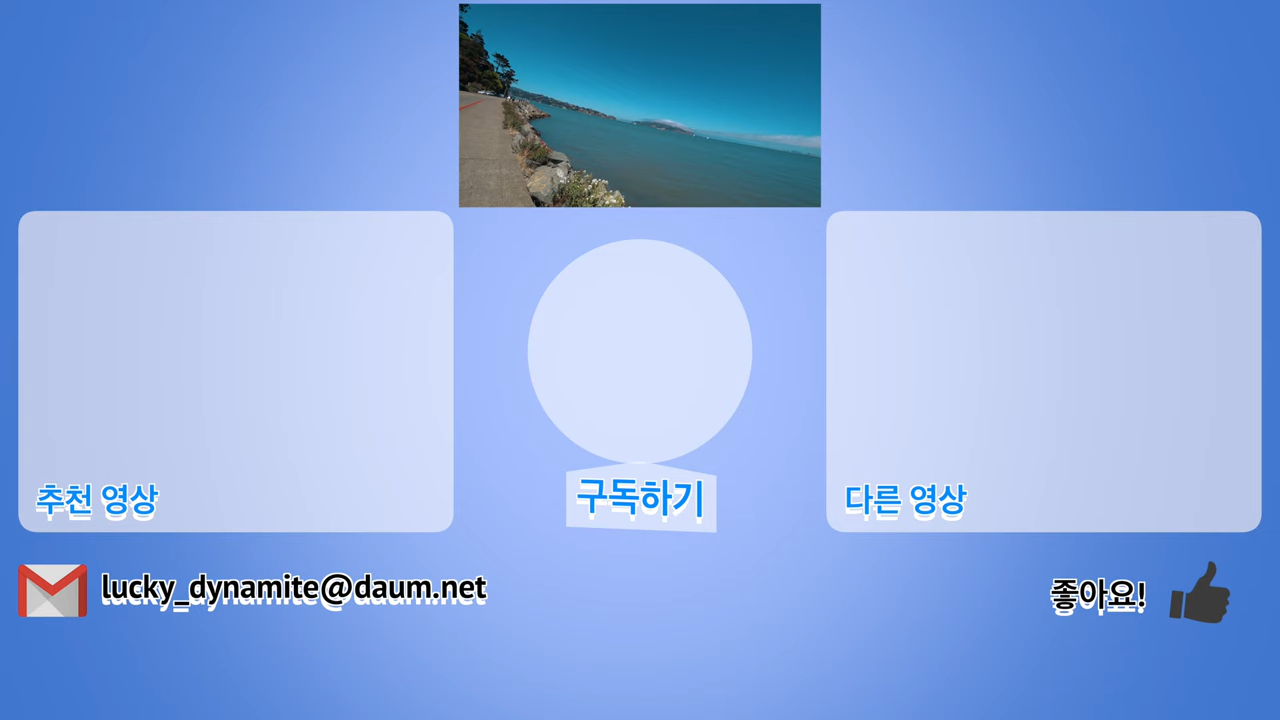 추천 영상
구독하기
다른 영상
lucky_dynamite@daum.net
좋아요!